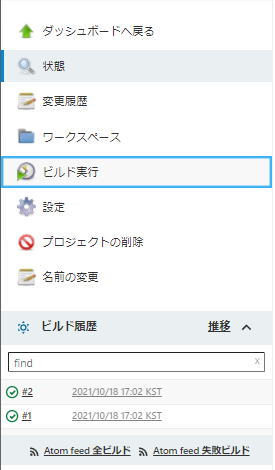 ダッシュボードへ戻る
状態
変更履歴
ワークスペース
ビルド実行
設定
プロジェクトの削除
名前の変更
ビルド履歴 推移
find x
#2 2021/10/18 17:02 KST
#1 2021/10/18 17:02 KST
Atom feed 全ビルド Atom feed 失敗ビルド